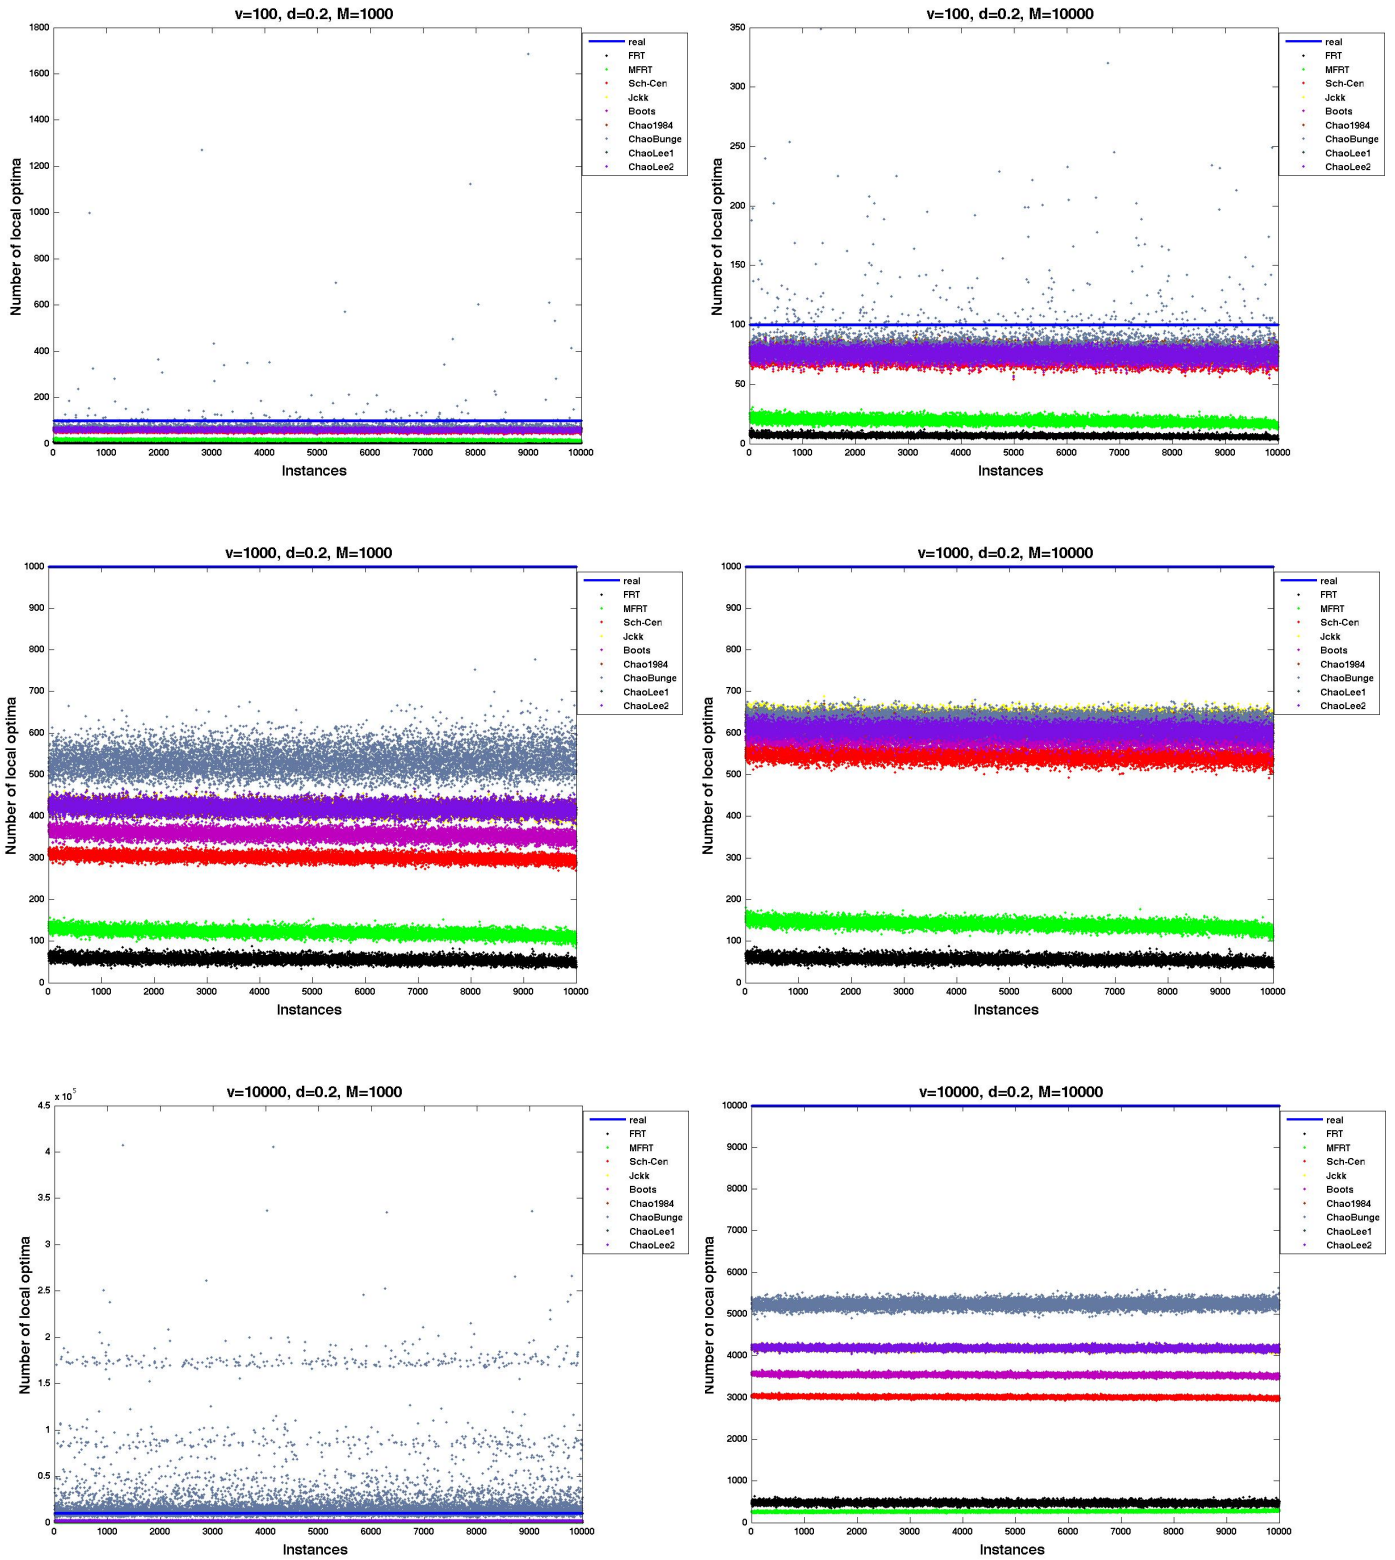 v=100, d=0.2, M=1000
1800
1600
1400
1200
1000
800
600
400
200
0
Number of local optima
0 1000 2000 3000 4000 5000 6000 7000 8000 9000 10000
Instances
real
FRT
MFRT
Sch-Cen
Jckk
Boots
Chao1984
ChaoBunge
ChaoLee1
ChaoLee2
v=100, d=0.2, M=10000
350
300
250
200
150
100
50
0
Number of local optima
0 1000 2000 3000 4000 5000 6000 7000 8000 9000 10000
Instances
real
FRT
MFRT
Sch-Cen
Jckk
Boots
Chao1984
ChaoBunge
ChaoLee1
ChaoLee2
v=1000, d=0.2, M=1000
1000
900
800
700
600
500
400
300
200
100
0
Number of local optima
0 1000 2000 3000 4000 5000 6000 7000 8000 9000 10000
Instances
real
FRT
MFRT
Sch-Cen
Jckk
Boots
Chao1984
ChaoBunge
ChaoLee1
ChaoLee2
v=1000, d=0.2, M=10000
1000
900
800
700
600
500
400
300
200
100
0
Number of local optima
0 1000 2000 3000 4000 5000 6000 7000 8000 9000 10000
Instances
real
FRT
MFRT
Sch-Cen
Jckk
Boots
Chao1984
ChaoBunge
ChaoLee1
ChaoLee2
v=10000, d=0.2, M=1000
x 10^5
4.5
4
3.5
3
2.5
2
1.5
1
0.5
0
Number of local optima
0 1000 2000 3000 4000 5000 6000 7000 8000 9000 10000
Instances
real
FRT
MFRT
Sch-Cen
Jckk
Boots
Chao1984
ChaoBunge
ChaoLee1
ChaoLee2
v=10000, d=0.2, M=10000
10000
9000
8000
7000
6000
5000
4000
3000
2000
1000
0
Number of local optima
0 1000 2000 3000 4000 5000 6000 7000 8000 9000 10000
Instances
real
FRT
MFRT
Sch-Cen
Jckk
Boots
Chao1984
ChaoBunge
ChaoLee1
ChaoLee2